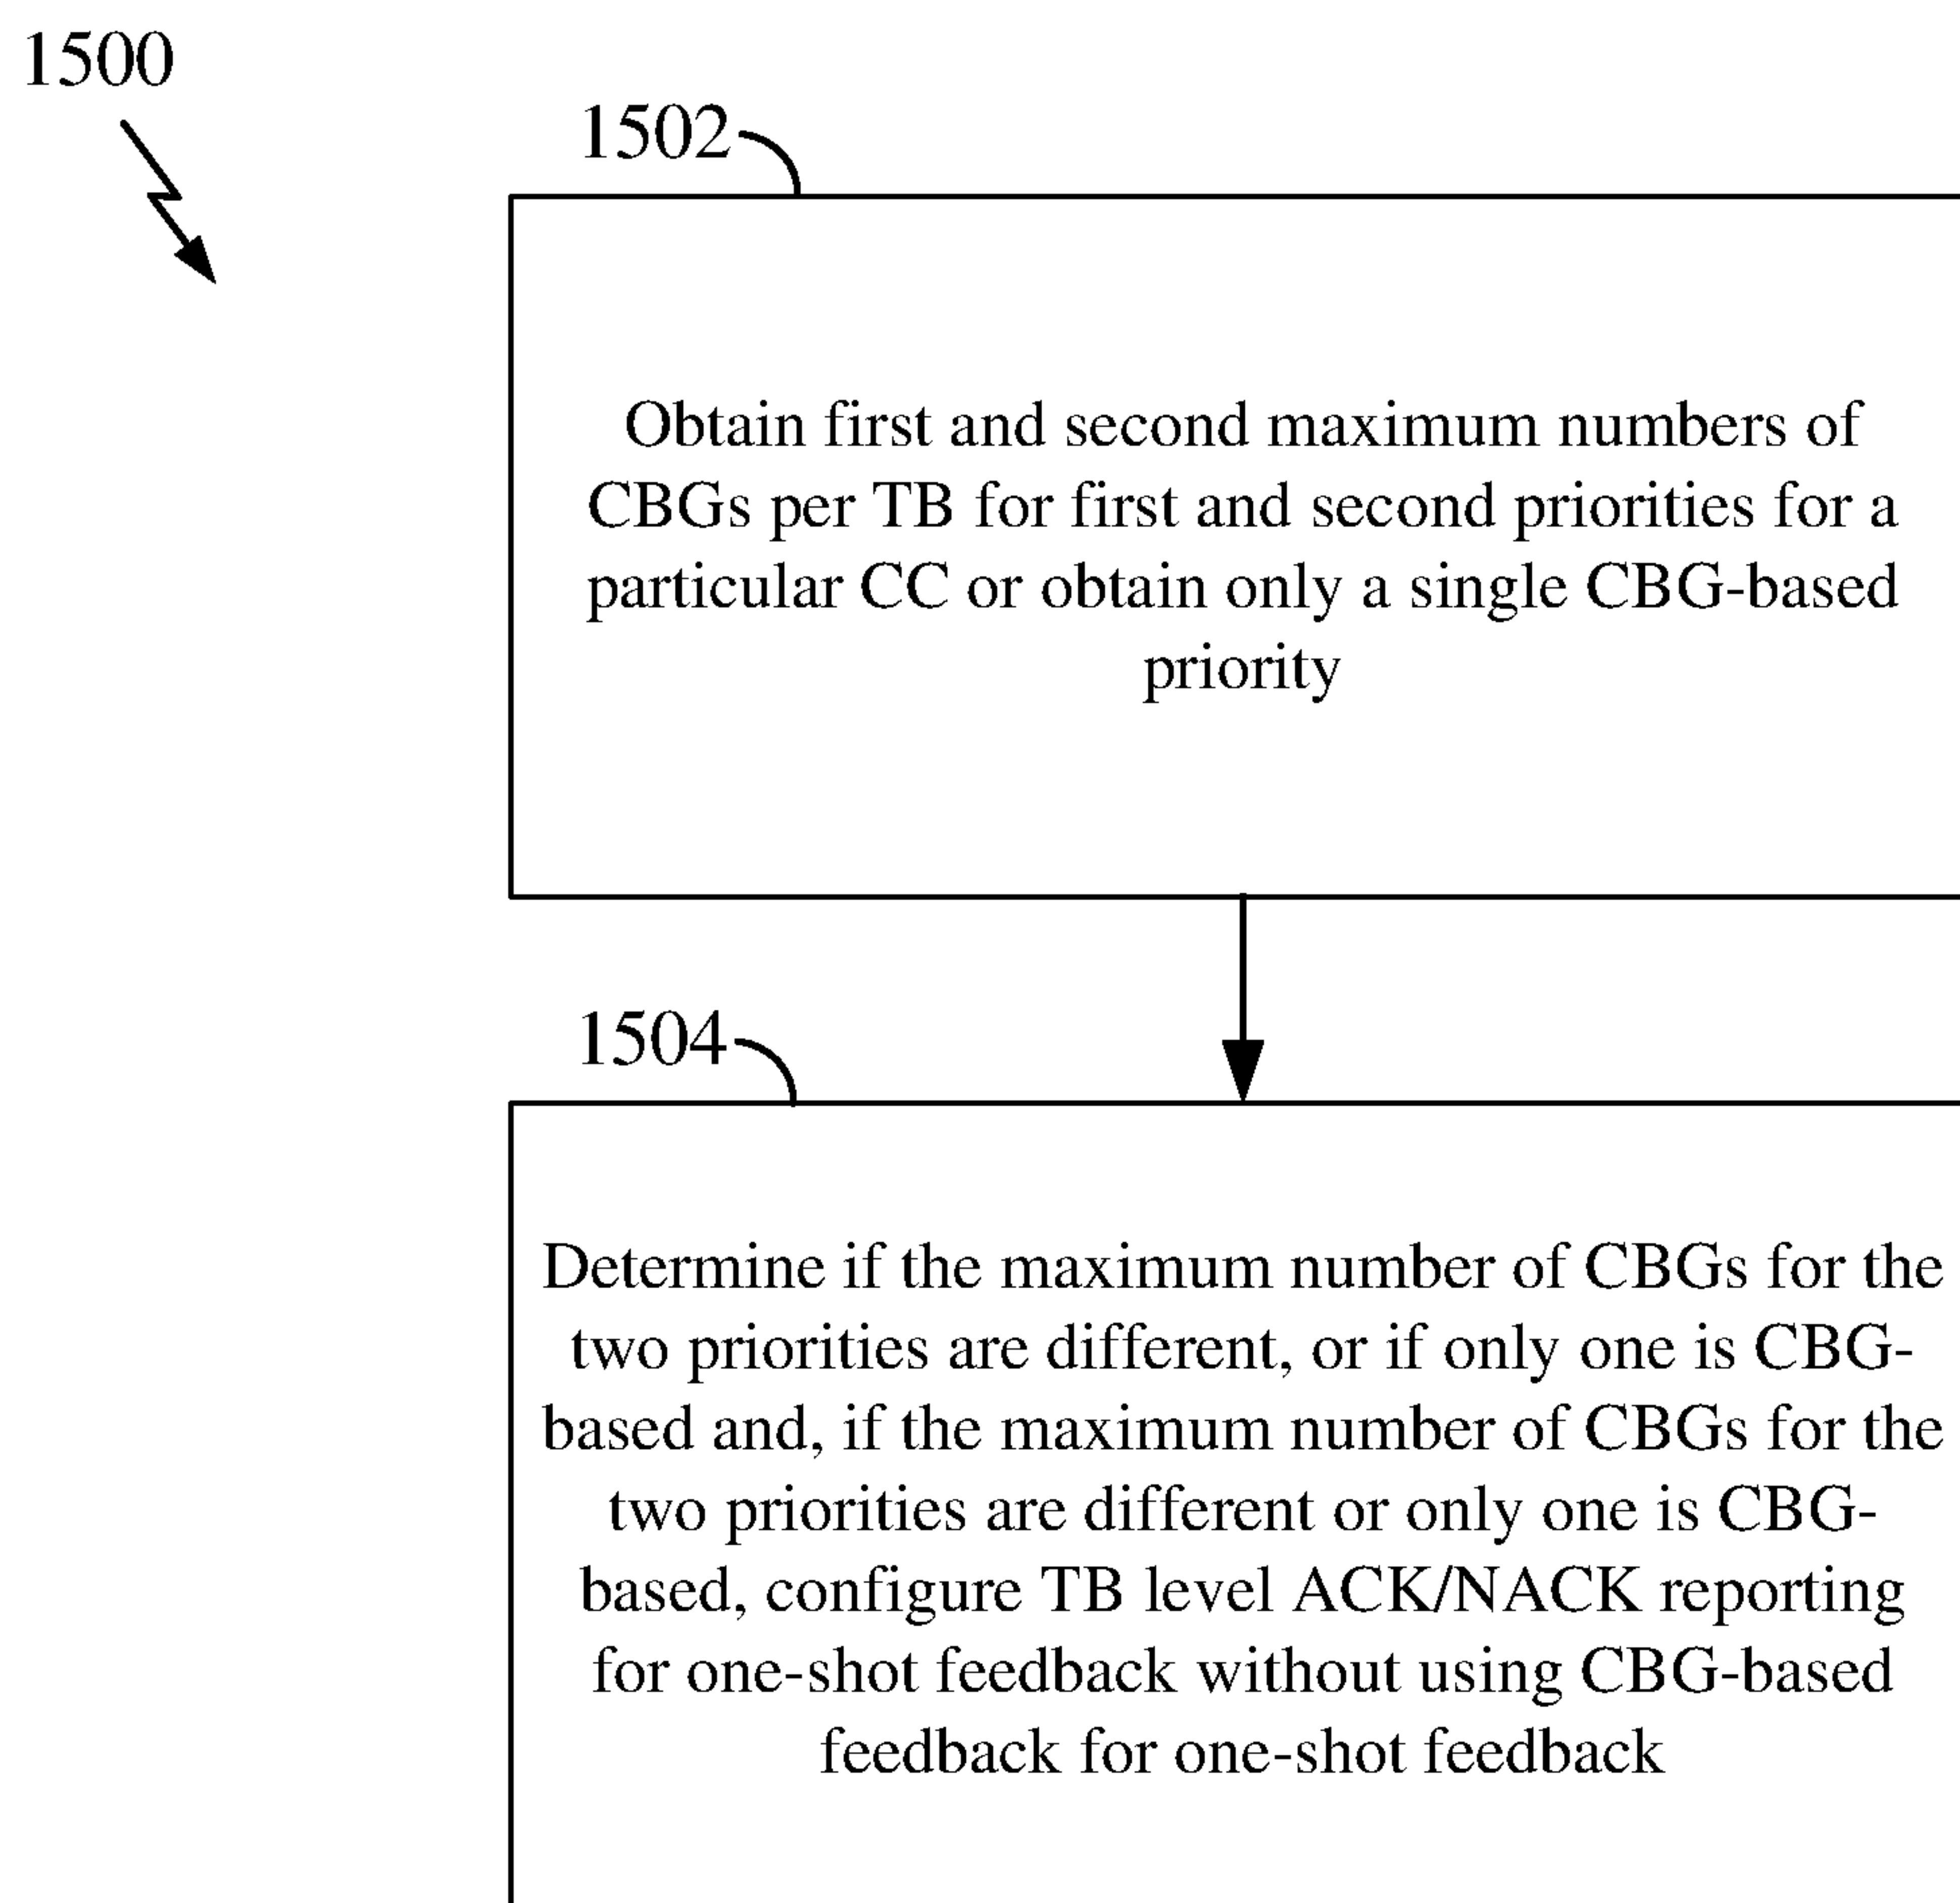 1500
1502
Obtain first and second maximum numbers of
CBGs per TB for first and second priorities for a
particular CC or obtain only a single CBG-based
priority
1504
Determine if the maximum number of CBGs for the
two priorities are different, or if only one is CBG-
based and, if the maximum number of CBGs for the
two priorities are different or only one is CBG-
based, configure TB level ACK/NACK reporting
for one-shot feedback without using CBG-based
feedback for one-shot feedback